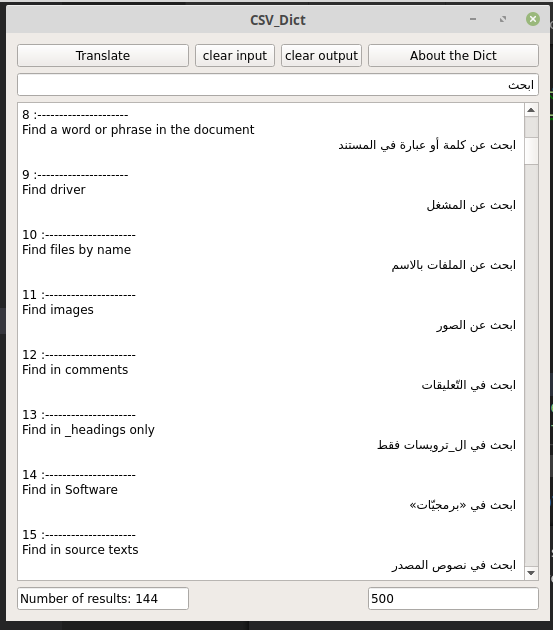 CSV_Dict
Translate clear input clear output About the Dict
ابحث
8 :---------------------
Find a word or phrase in the document
ابحث عن كلمة أو عبارة في المستند
9 :---------------------
Find driver
ابحث عن المشغل
10 :---------------------
Find files by name
ابحث عن الملفات بالاسم
11 :---------------------
Find images
ابحث عن الصور
12 :---------------------
Find in comments
ابحث في التّعليقات
13 :---------------------
Find in _headings only
ابحث في ال_ترويسات فقط
14 :---------------------
Find in Software
ابحث في «برمجيّات»
15 :---------------------
Find in source texts
ابحث في نصوص المصدر
Number of results: 144 500